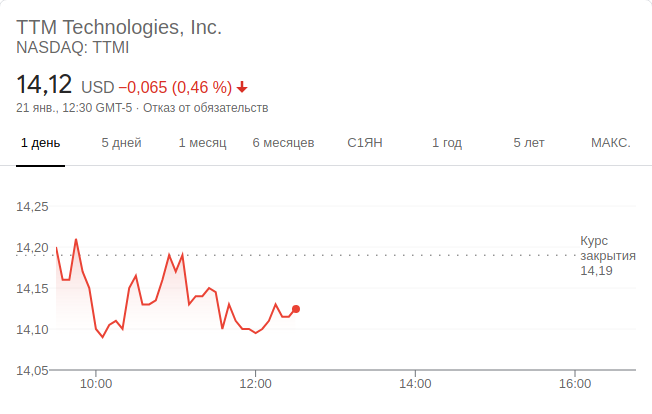 TTM Technologies, Inc.
NASDAQ: TTMI
14,12 USD −0,065 (0,46 %)
21 янв., 12:30 GMT-5 · Отказ от обязательств
1 день 5 дней 1 месяц 6 месяцев С1ЯН 1 год 5 лет МАКС.
14,25
14,20
14,15
14,10
14,05
Курс
закрытия
14,19
10:00 12:00 14:00 16:00